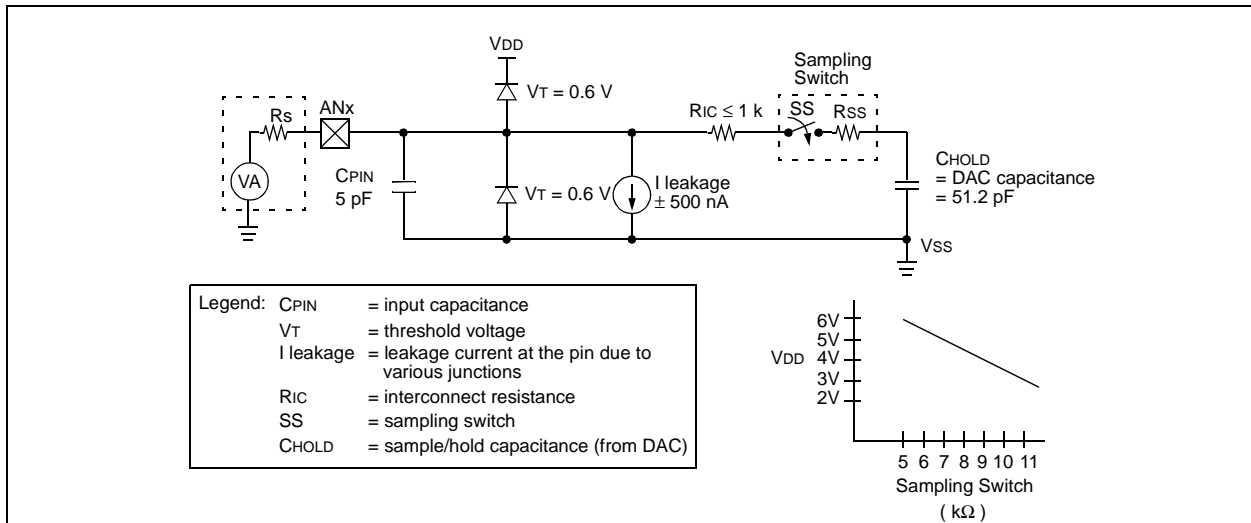 VDD
VT = 0.6 V
Sampling
Switch
Rs
ANx
RIC ≤ 1 k
SS
RSS
VA
CPIN
5 pF
VT = 0.6 V
I leakage
± 500 nA
CHOLD
= DAC capacitance
= 51.2 pF
VSS
Legend:
CPIN = input capacitance
VT = threshold voltage
I leakage = leakage current at the pin due to
various junctions
RIC = interconnect resistance
SS = sampling switch
CHOLD = sample/hold capacitance (from DAC)
VDD
6V
5V
4V
3V
2V
5 6 7 8 9 10 11
Sampling Switch
( kΩ )